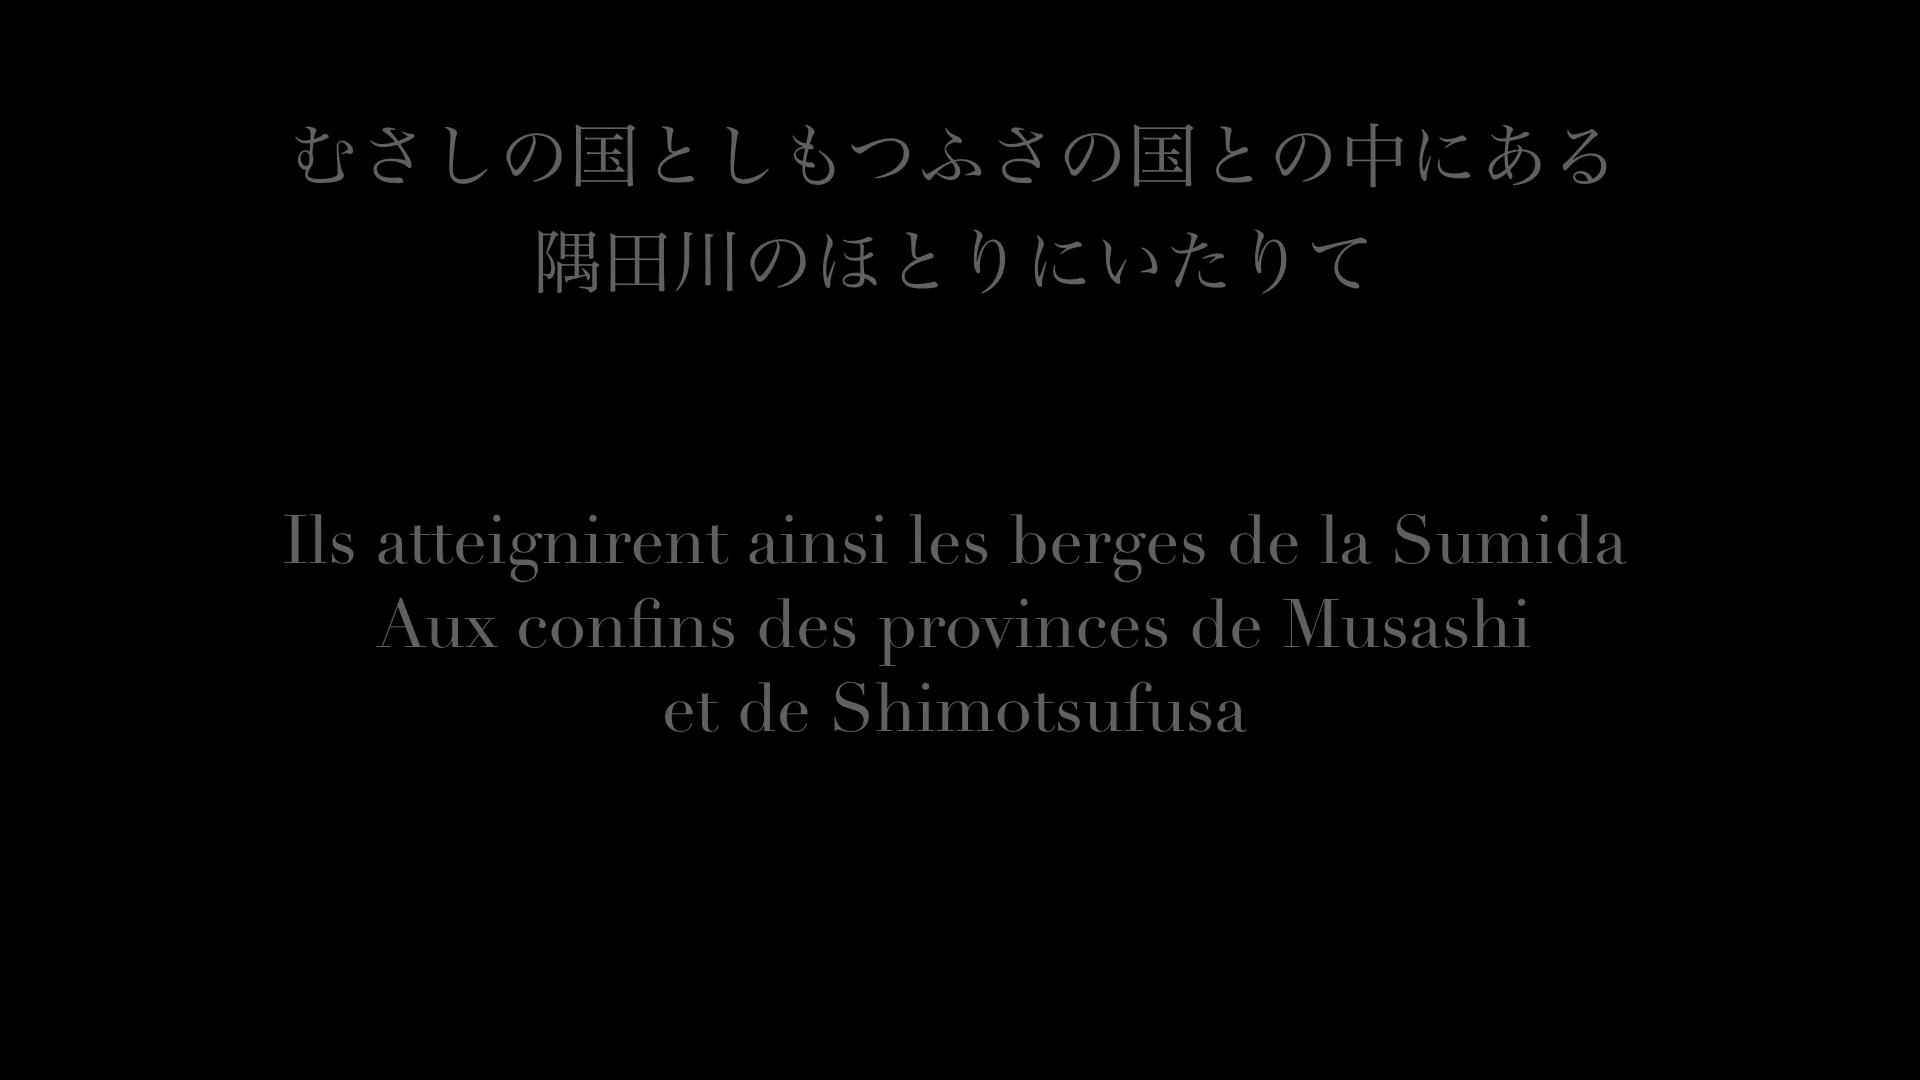 むさしの国としもつふさの国との中にある
隅田川のほとりにいたりて
Ils atteignirent ainsi les berges de la Sumida
Aux confins des provinces de Musashi
et de Shimotsufusa